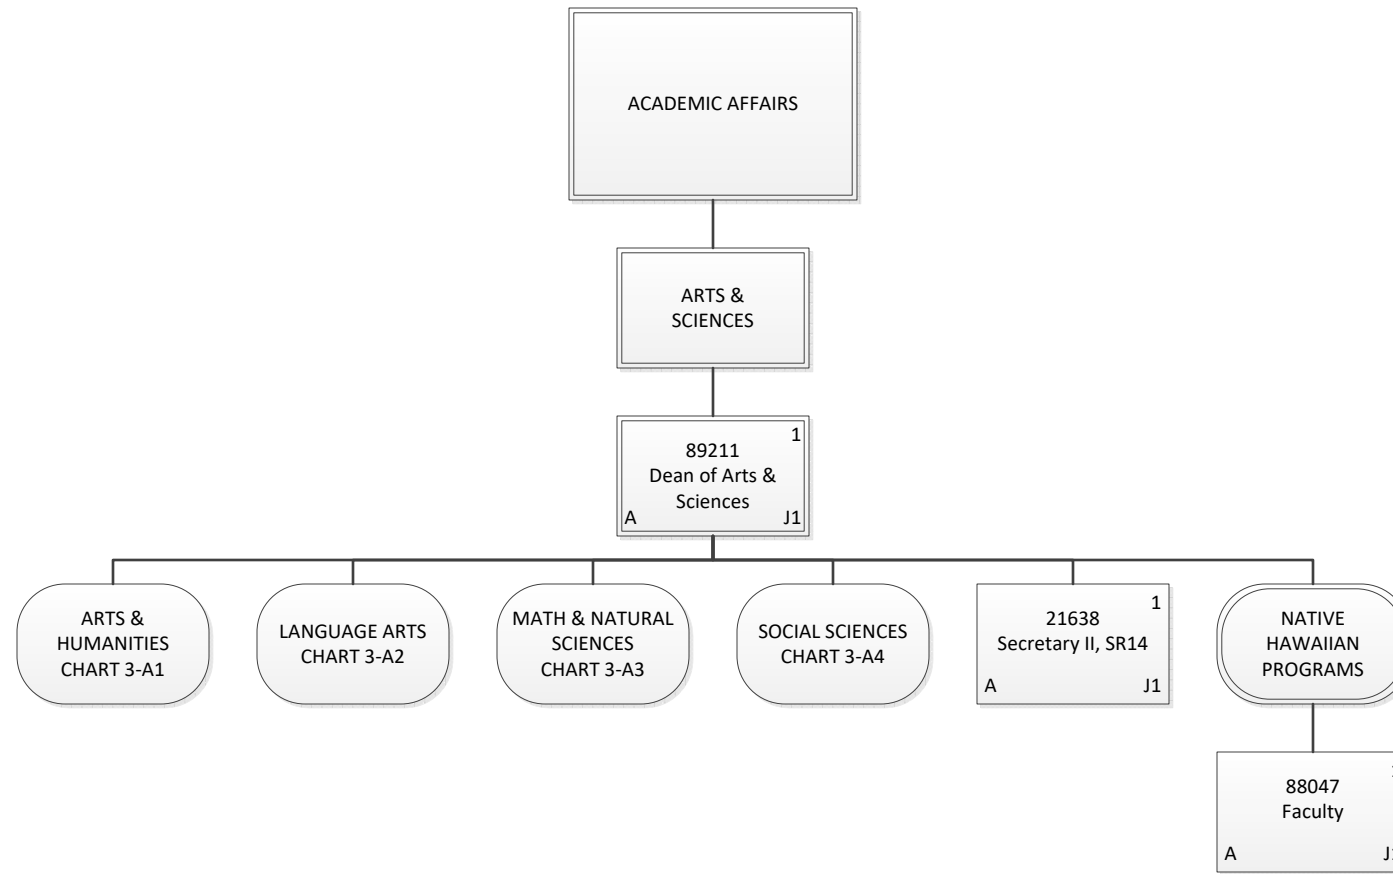 ACADEMIC AFFAIRS
ARTS &
SCIENCES
1
89211
Dean of Arts &
Sciences
A
J1
ARTS &
HUMANITIES
CHART 3-A1
LANGUAGE ARTS
CHART 3-A2
MATH & NATURAL
SCIENCES
CHART 3-A3
SOCIAL SCIENCES
CHART 3-A4
1
21638
Secretary II, SR14
A
J1
NATIVE
HAWAIIAN
PROGRAMS
88047
Faculty
A